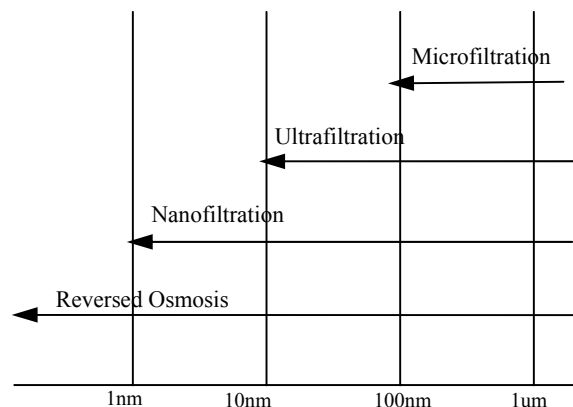 Microfiltration
Ultrafiltration
Nanofiltration
Reversed Osmosis
1nm 10nm 100nm 1um